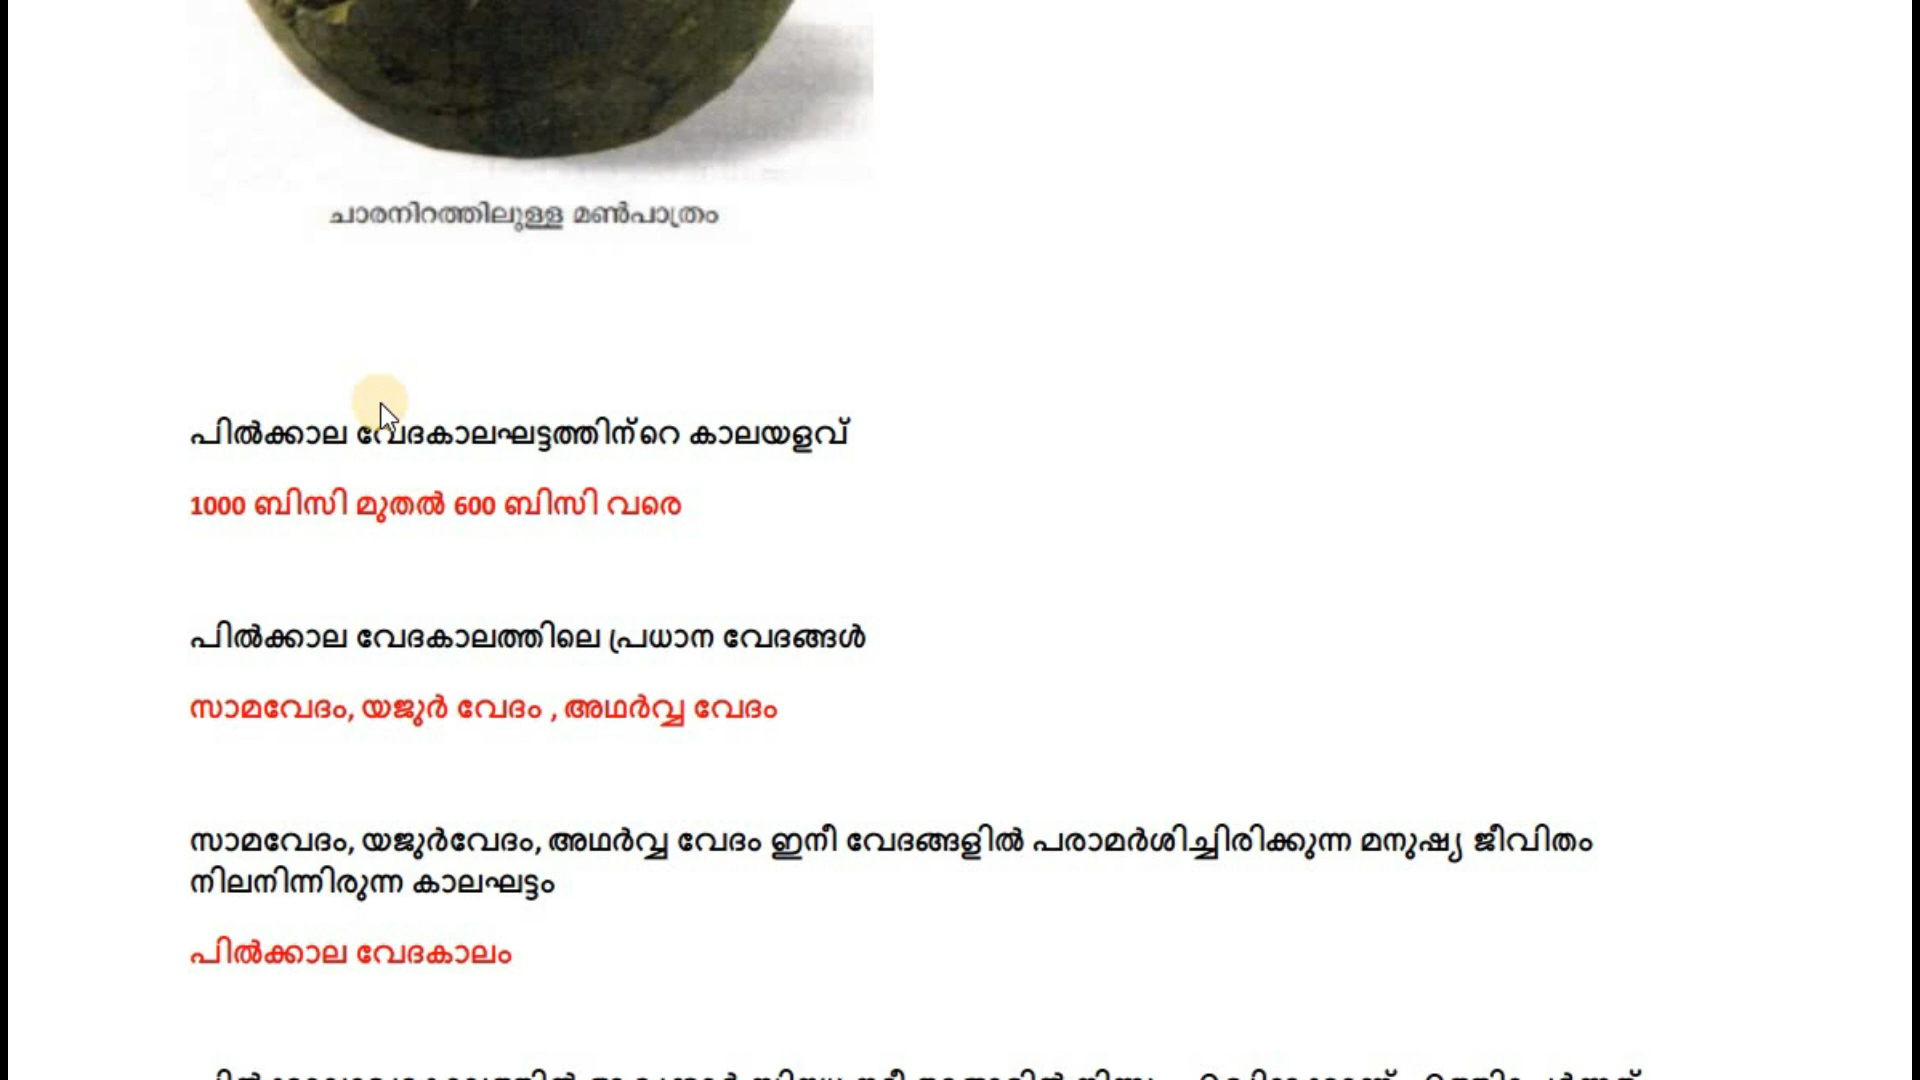 ചാരനിറത്തിലുള്ള മൺപാത്രം
പിൽക്കാല വേദകാലഘട്ടത്തിന്റെ കാലയളവ്
1000 ബിസി മുതൽ 600 ബിസി വരെ
പിൽക്കാല വേദകാലത്തിലെ പ്രധാന വേദങ്ങൾ
സാമവേദം, യജുർ വേദം , അഥർവ്വ വേദം
സാമവേദം, യജുർവേദം, അഥർവ്വ വേദം ഇനീ വേദങ്ങളിൽ പരാമർശിച്ചിരിക്കുന്ന മനുഷ്യ ജീവിതം
നിലനിന്നിരുന്ന കാലഘട്ടം
പിൽക്കാല വേദകാലം